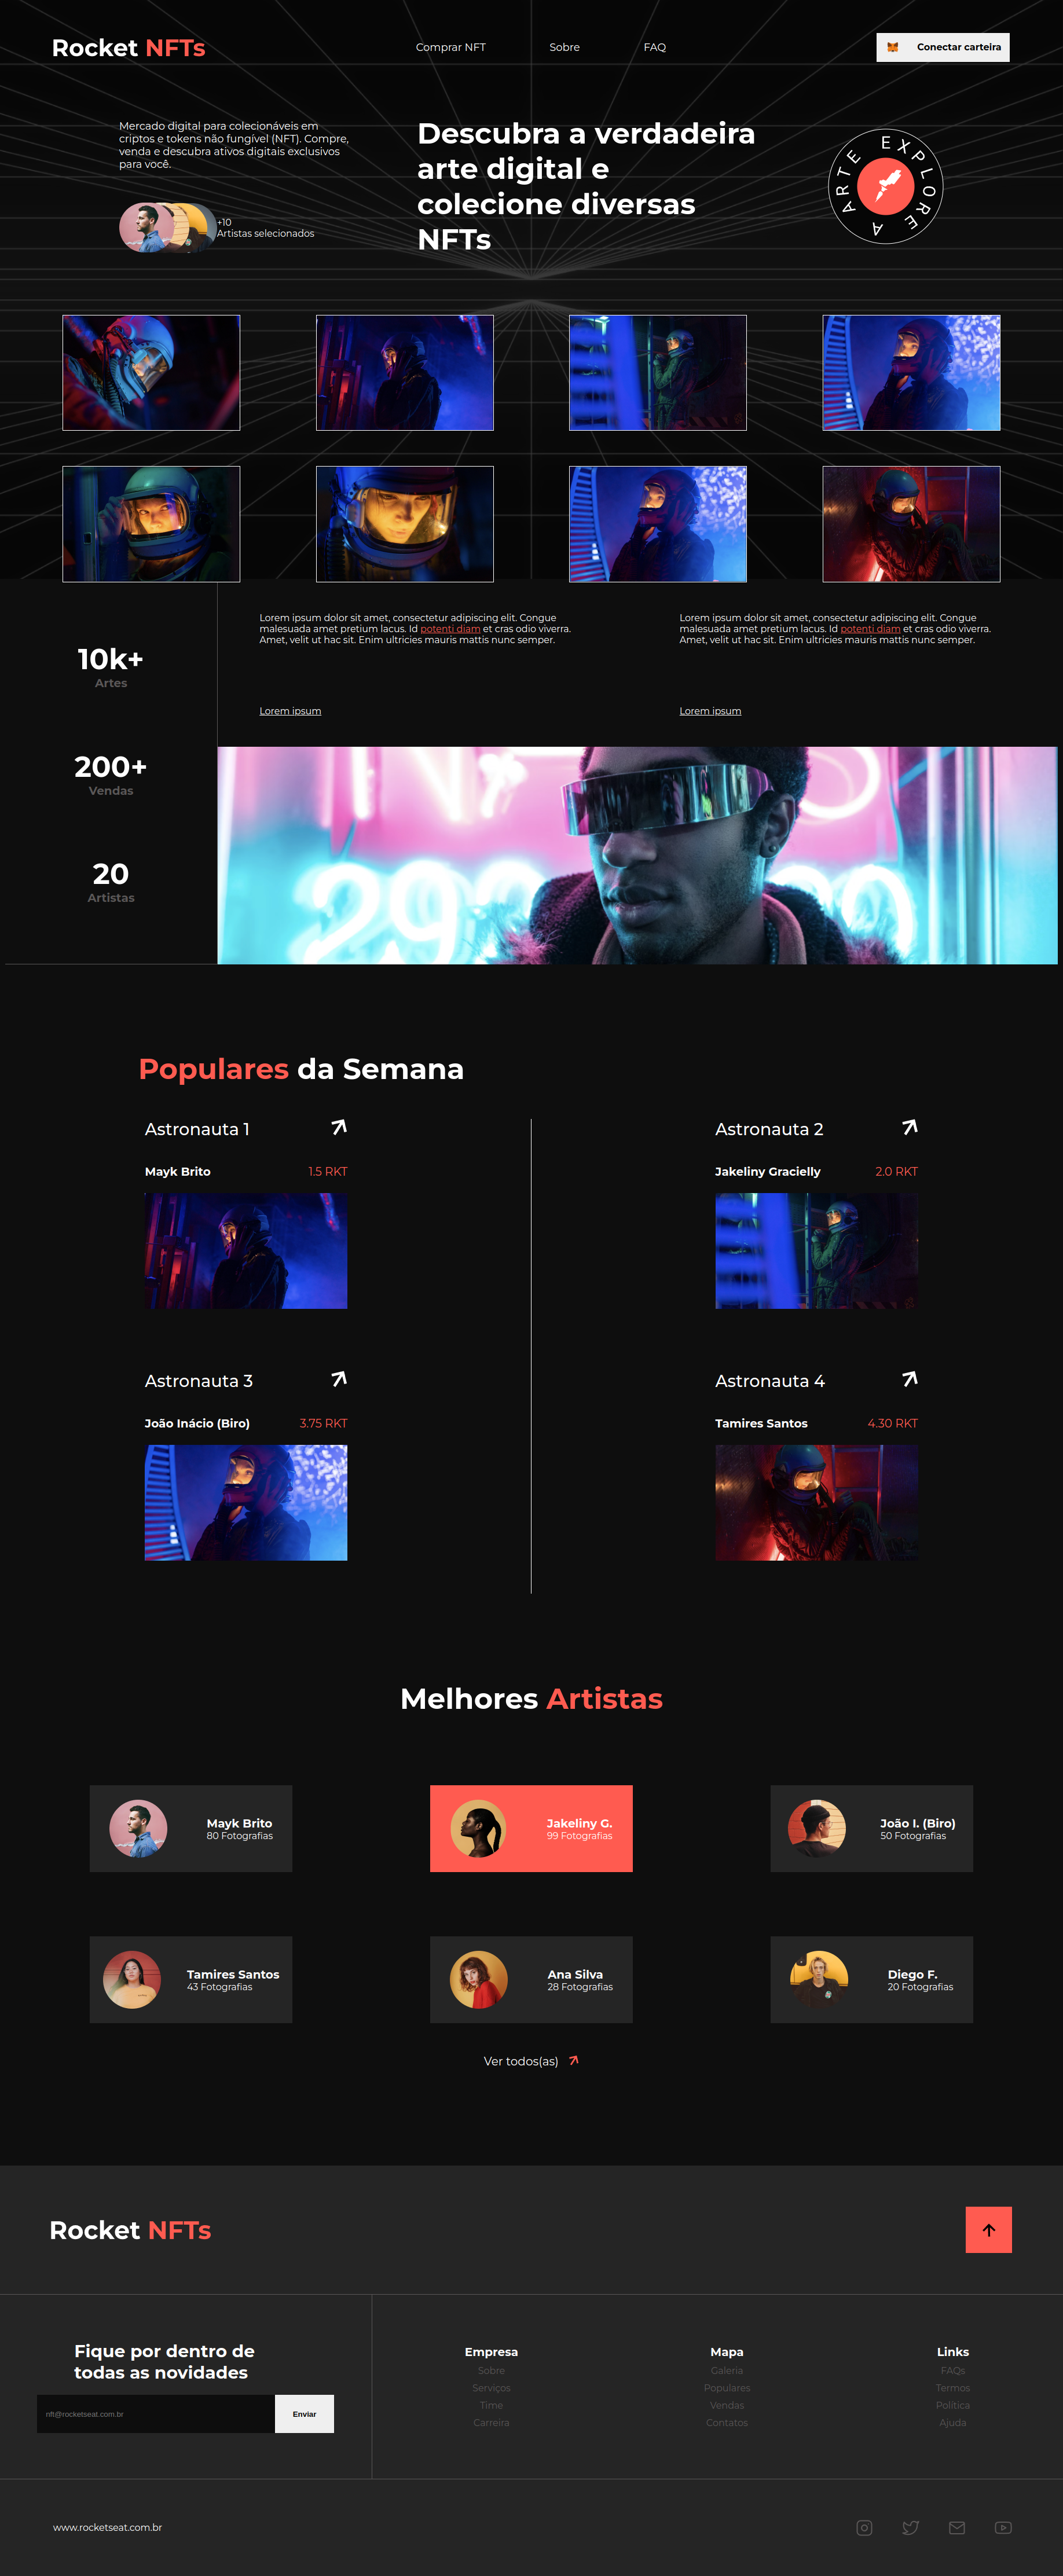 Rocket NFTs
Comprar NFT
Sobre
FAQ
Conectar carteira
Mercado digital para colecionáveis em
criptos e tokens não fungível (NFT). Compre,
venda e descubra ativos digitais exclusivos
para você.
+10
Artistas selecionados
Descubra a verdadeira
arte digital e
colecione diversas
NFTs
EXPLORE A ARTE
10k+
Artes
200+
Vendas
20
Artistas
Lorem ipsum dolor sit amet, consectetur adipiscing elit. Congue
malesuada amet pretium lacus. Id potenti diam et cras odio viverra.
Amet, velit ut hac sit. Enim ultricies mauris mattis nunc semper.
Lorem ipsum
Lorem ipsum dolor sit amet, consectetur adipiscing elit. Congue
malesuada amet pretium lacus. Id potenti diam et cras odio viverra.
Amet, velit ut hac sit. Enim ultricies mauris mattis nunc semper.
Lorem ipsum
Populares da Semana
Astronauta 1
Mayk Brito
1.5 RKT
Astronauta 2
Jakeliny Gracielly
2.0 RKT
Astronauta 3
João Inácio (Biro)
3.75 RKT
Astronauta 4
Tamires Santos
4.30 RKT
Melhores Artistas
Mayk Brito
80 Fotografias
Jakeliny G.
99 Fotografias
João I. (Biro)
50 Fotografias
Tamires Santos
43 Fotografias
Ana Silva
28 Fotografias
Diego F.
20 Fotografias
Ver todos(as)
Rocket NFTs
Fique por dentro de
todas as novidades
nft@rocketseat.com.br
Enviar
Empresa
Sobre
Serviços
Time
Carreira
Mapa
Galeria
Populares
Vendas
Contatos
Links
FAQs
Termos
Política
Ajuda
www.rocketseat.com.br